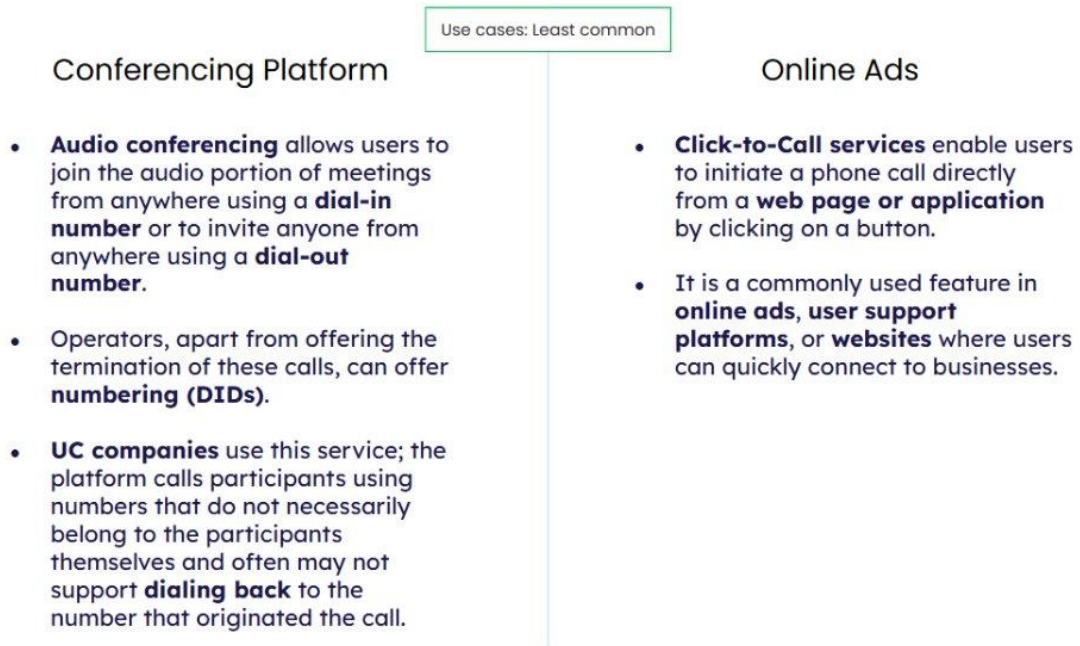 Use cases: Least common
Conferencing Platform
• Audio conferencing allows users to
join the audio portion of meetings
from anywhere using a dial-in
number or to invite anyone from
anywhere using a dial-out
number.
• Operators, apart from offering the
termination of these calls, can offer
numbering (DIDs).
• UC companies use this service; the
platform calls participants using
numbers that do not necessarily
belong to the participants
themselves and often may not
support dialing back to the
number that originated the call.
Online Ads
• Click-to-Call services enable users
to initiate a phone call directly
from a web page or application
by clicking on a button.
• It is a commonly used feature in
online ads, user support
platforms, or websites where users
can quickly connect to businesses.